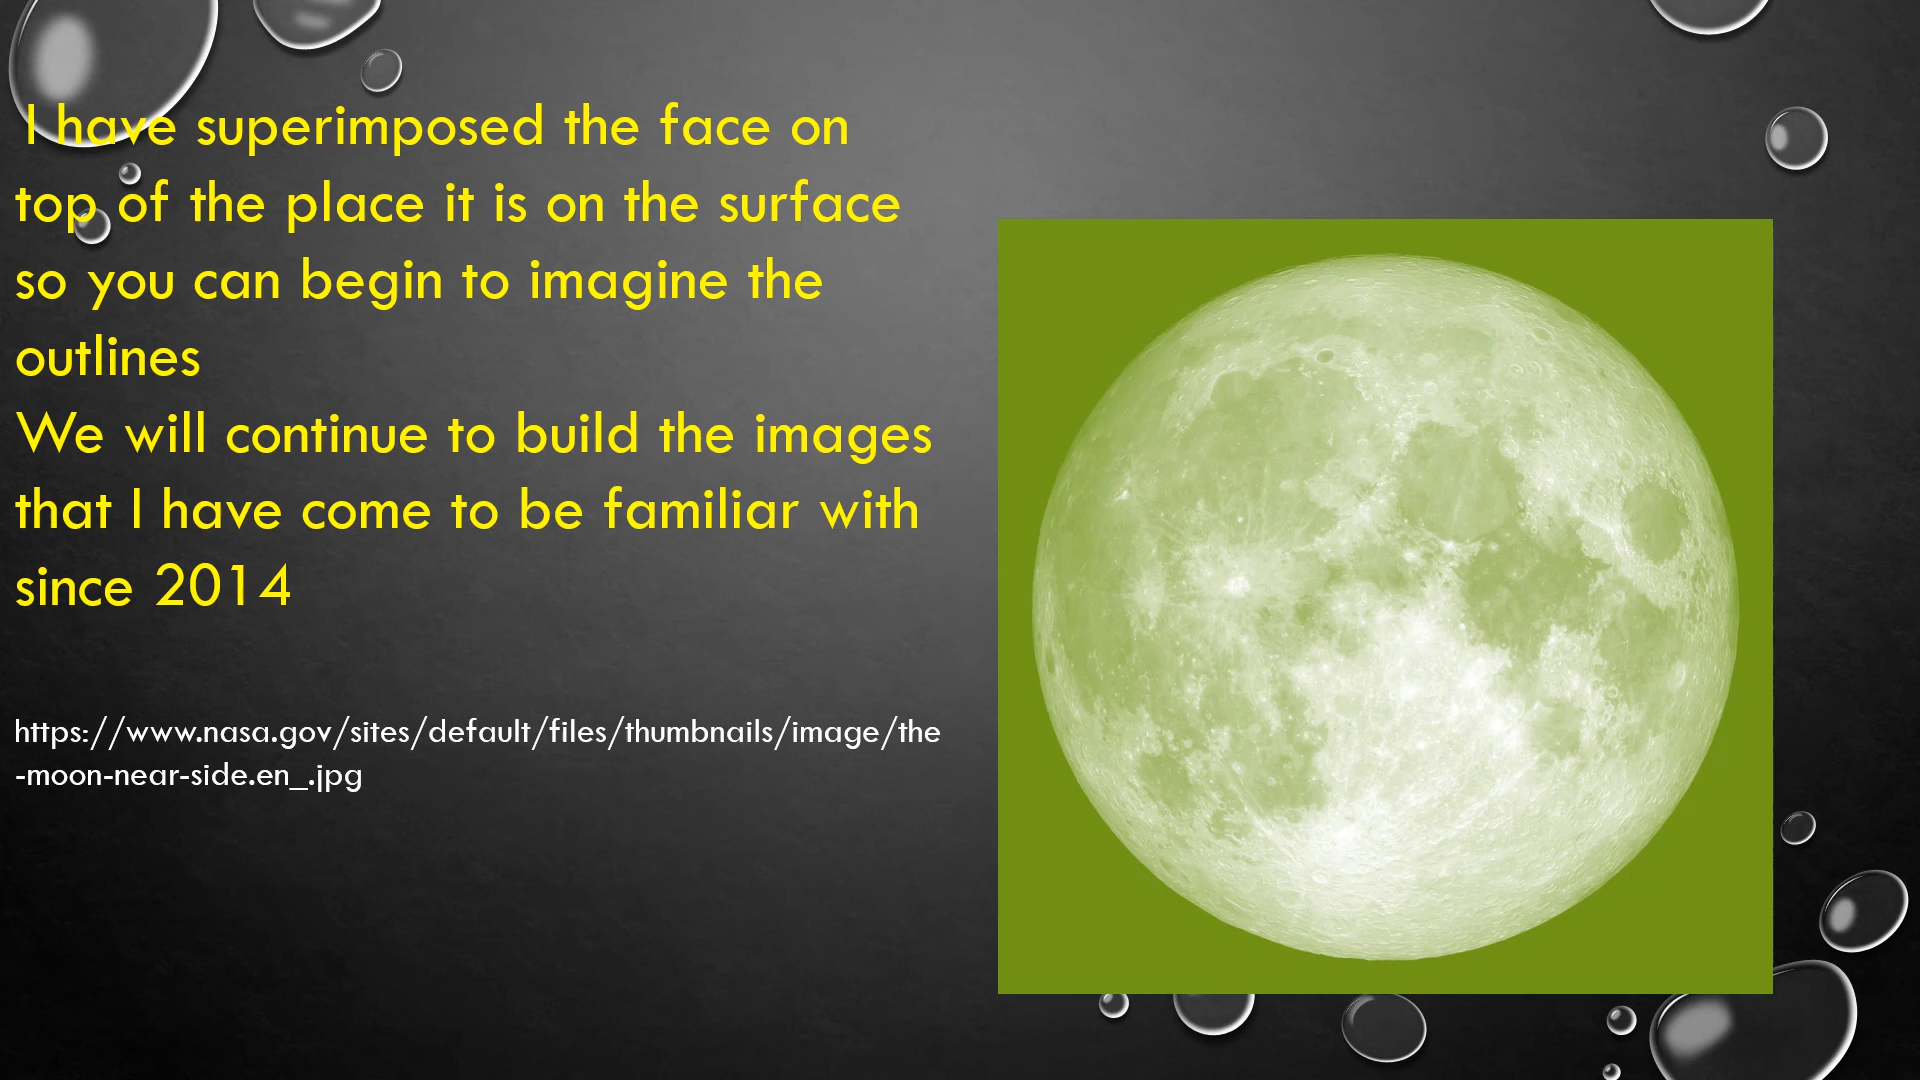 I have superimposed the face on
top of the place it is on the surface
so you can begin to imagine the
outlines
We will continue to build the images
that I have come to be familiar with
since 2014
https://www.nasa.gov/sites/default/files/thumbnails/image/the
-moon-near-side.en_.jpg